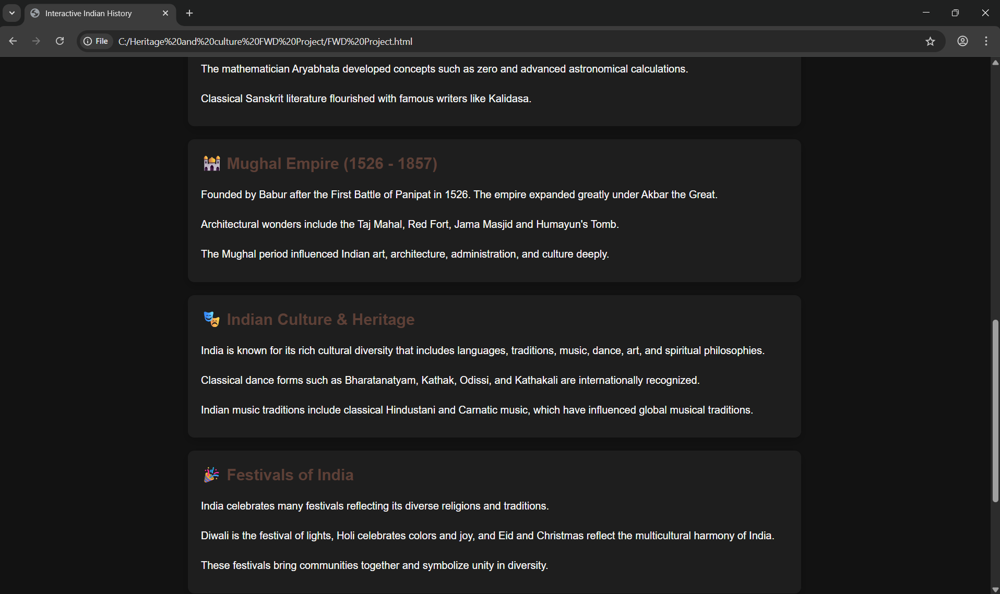 Interactive Indian History
File
C:/Heritage%20and%20culture%20FWD%20Project/FWD%20Project.html
The mathematician Aryabhata developed concepts such as zero and advanced astronomical calculations.
Classical Sanskrit literature flourished with famous writers like Kalidasa.
Mughal Empire (1526 - 1857)
Founded by Babur after the First Battle of Panipat in 1526. The empire expanded greatly under Akbar the Great.
Architectural wonders include the Taj Mahal, Red Fort, Jama Masjid and Humayun's Tomb.
The Mughal period influenced Indian art, architecture, administration, and culture deeply.
Indian Culture & Heritage
India is known for its rich cultural diversity that includes languages, traditions, music, dance, art, and spiritual philosophies.
Classical dance forms such as Bharatanatyam, Kathak, Odissi, and Kathakali are internationally recognized.
Indian music traditions include classical Hindustani and Carnatic music, which have influenced global musical traditions.
Festivals of India
India celebrates many festivals reflecting its diverse religions and traditions.
Diwali is the festival of lights, Holi celebrates colors and joy, and Eid and Christmas reflect the multicultural harmony of India.
These festivals bring communities together and symbolize unity in diversity.